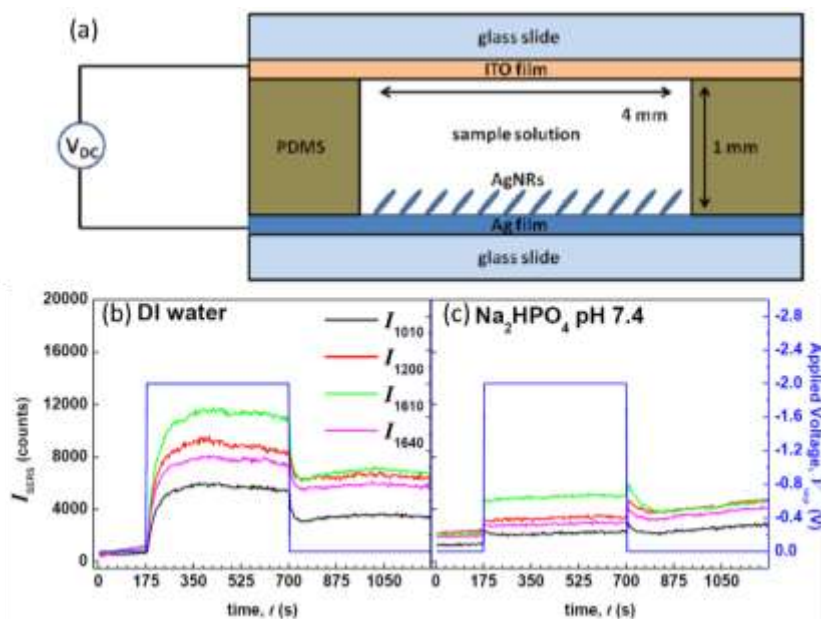 (a)
glass slide
ITO film
4 mm
V_DC
PDMS
sample solution
1 mm
AgNRs
Ag film
glass slide
20000
16000
12000
8000
4000
0
I_SERS (counts)
(b) DI water
I_1010
I_1200
I_1610
I_1640
0 175 350 525 700 875 1050
time, t (s)
(c) Na₂HPO₄ pH 7.4
0 175 350 525 700 875 1050
time, t (s)
-2.8
-2.4
-2.0
-1.6
-1.2
-0.8
-0.4
0.0
Applied Voltage, (V)